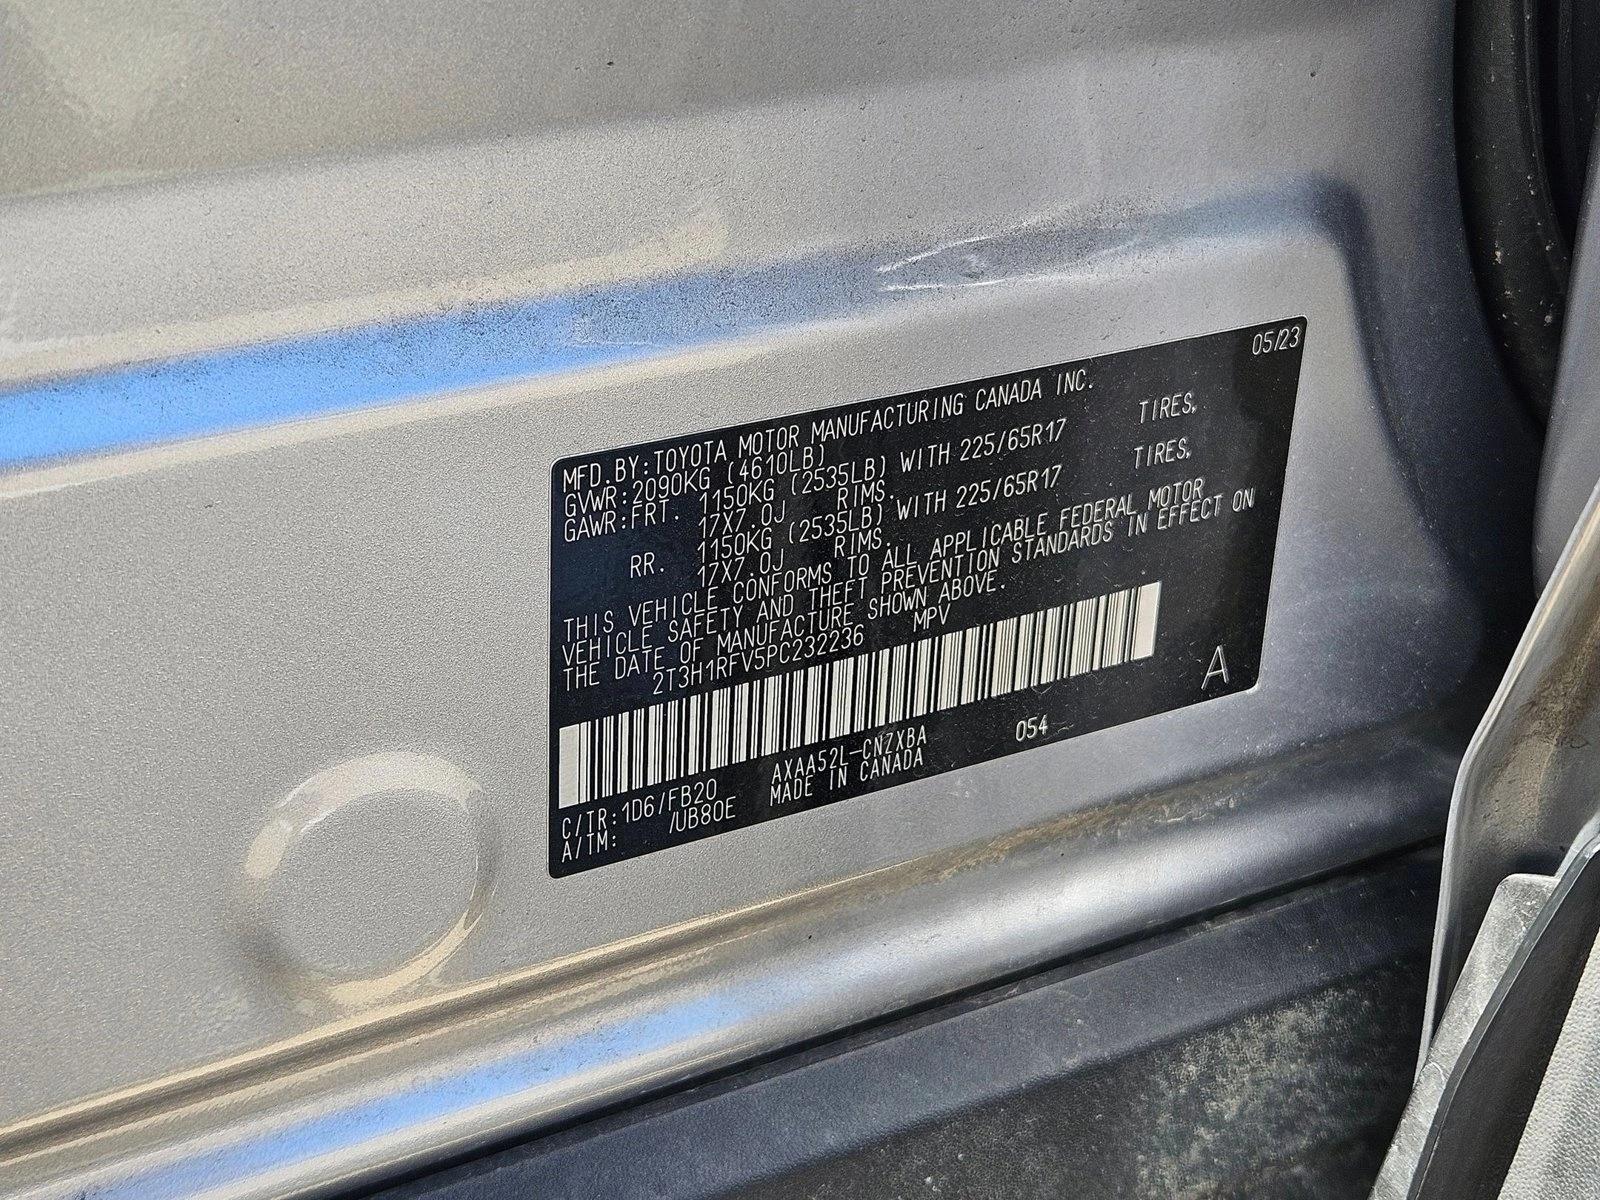 05/23
MFD.BY:TOYOTA MOTOR MANUFACTURING CANADA INC.
GVWR:2090KG (4610LB)
GAWR:FRT. 1150KG (2535LB) WITH 225/65R17 TIRES,
17X7.0J RIMS.
RR. 1150KG (2535LB) WITH 225/65R17 TIRES,
17X7.0J RIMS.
THIS VEHICLE CONFORMS TO ALL APPLICABLE FEDERAL MOTOR
VEHICLE SAFETY AND THEFT PREVENTION STANDARDS IN EFFECT ON
THE DATE OF MANUFACTURE SHOWN ABOVE.
2T3H1RFV5PC232236 MPV
A
C/TR:1D6/FB20 AXAA52L-CNZXBA 054
A/TM: /UB80E MADE IN CANADA